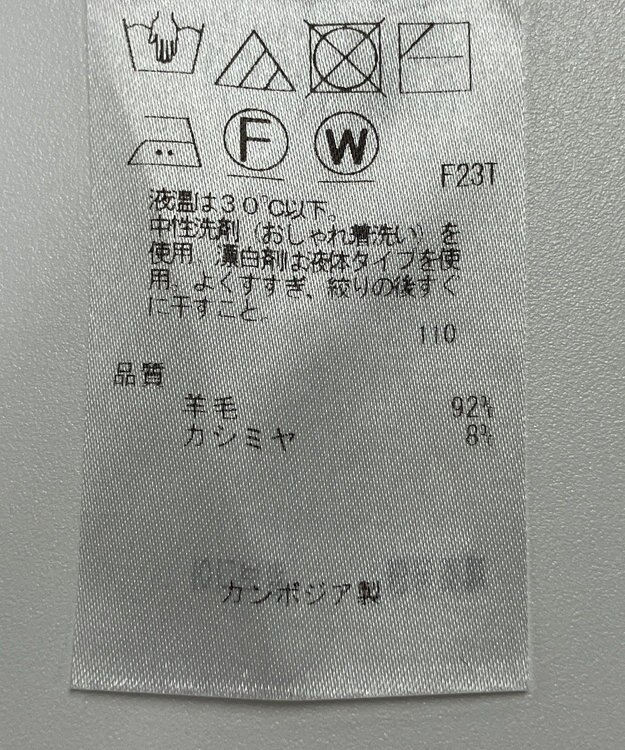 F W
F23T
液温は30℃以下。
中性洗剤（おしゃれ着洗い）を
使用。漂白剤は液体タイプを使
用。よくすすぎ、絞りの後すぐ
に干すこと。
110
品質
羊毛 92%
カシミヤ 8%
カンボジア製